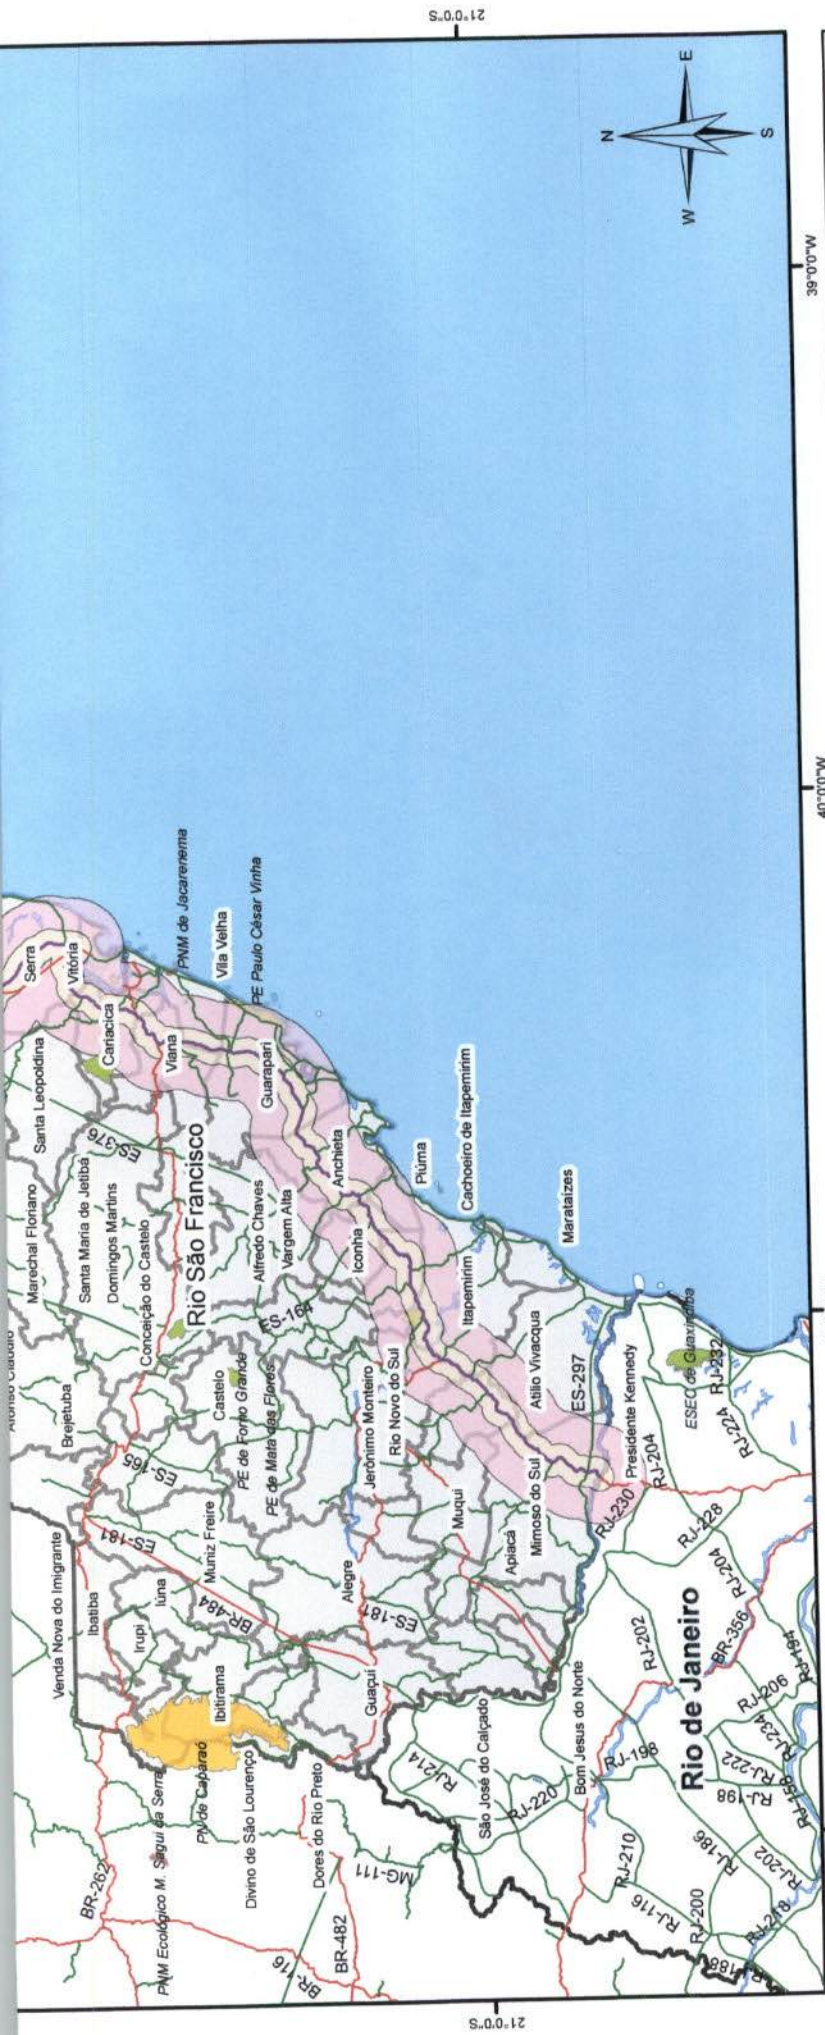 21°0'0"S
N
E
W
S
39°0'0"W
40°0'0"W
21°0'0"S
Serra
Vitória
PNM de Jacarenema
Vila Velha
PE Paulo César Vinha
Cariacica
Viana
Guarapari
Santa Leopoldina
ES-376
Marechal Floriano
Santa Maria de Jetibá
Domingos Martins
Conceição do Castelo
Rio São Francisco
Alfredo Chaves
Vargem Alta
Anchieta
Iconha
Piúma
Cachoeiro de Itapemirim
Itapemirim
Marataizes
Brejetuba
ES-165
ES-164
Castelo
PE de Forno Grande
PE de Mata das Flores
Jerônimo Monteiro
Rio Novo do Sul
Atilio Vivacqua
ES-297
Presidente Kennedy
ESEC de Guaxindiba
RJ-232
RJ-224
RJ-204
RJ-230
RJ-228
RJ-204
Venda Nova do Imigrante
Ibatiba
ES-181
Iúna
Irupi
Muniz Freire
BR-484
Ibitirama
Alegre
ES-181
Guaçuí
Muqui
Apiacá
Mimoso do Sul
RJ-202
BR-356
RJ-194
RJ-206
RJ-234
RJ-222
RJ-198
RJ-158
Rio de Janeiro
Bom Jesus do Norte
RJ-198
São José do Calçado
RJ-214
RJ-220
RJ-210
RJ-186
RJ-202
RJ-116
RJ-200
RJ-218
RJ-188
BR-262
PNM Ecológico M. Sagui da Serra
PN de Caparaó
Divino de São Lourenço
Dores do Rio Preto
MG-111
BR-482
BR-116